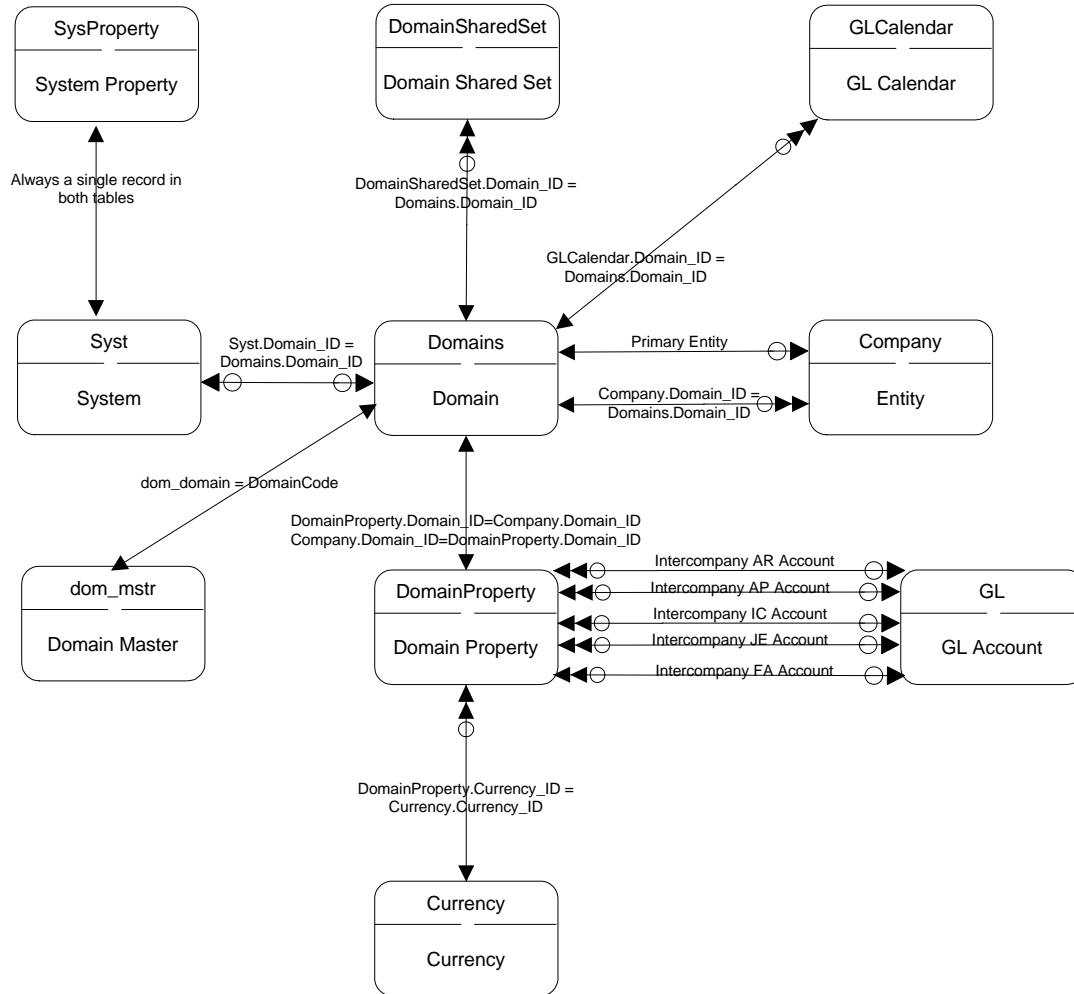 SysProperty
System Property
DomainSharedSet
Domain Shared Set
GLCalendar
GL Calendar
Always a single record in
both tables
DomainSharedSet.Domain_ID =
Domains.Domain_ID
GLCalendar.Domain_ID =
Domains.Domain_ID
Syst
System
Syst.Domain_ID =
Domains.Domain_ID
Domains
Domain
Primary Entity
Company.Domain_ID =
Domains.Domain_ID
Company
Entity
dom_domain = DomainCode
DomainProperty.Domain_ID=Company.Domain_ID
Company.Domain_ID=DomainProperty.Domain_ID
dom_mstr
Domain Master
DomainProperty
Domain Property
Intercompany AR Account
Intercompany AP Account
Intercompany IC Account
Intercompany JE Account
Intercompany FA Account
GL
GL Account
DomainProperty.Currency_ID =
Currency.Currency_ID
Currency
Currency